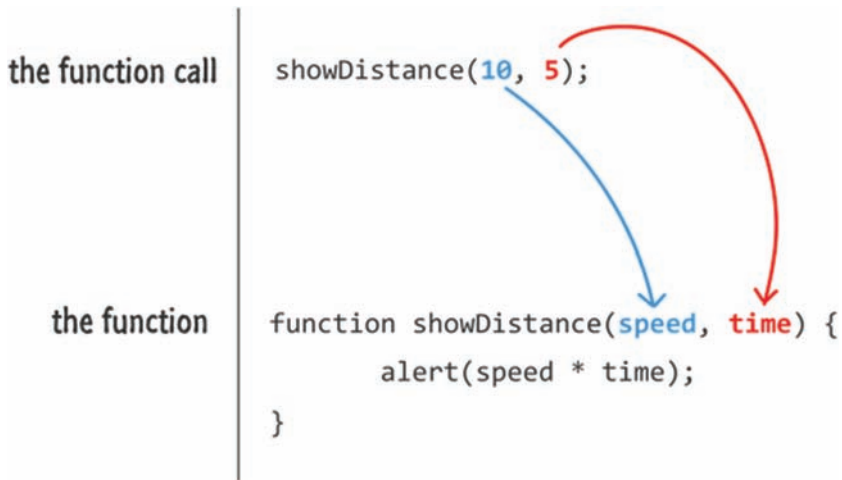 the function call
showDistance(10, 5);
the function
function showDistance(speed, time) {
alert(speed * time);
}